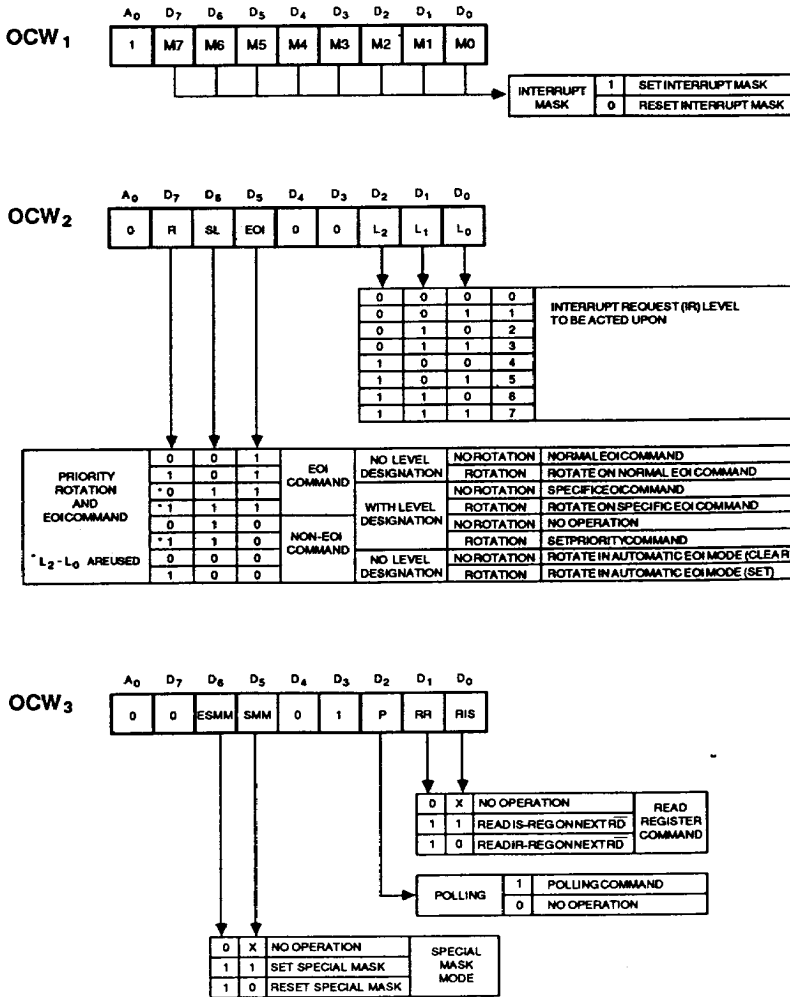 A0 D7 D6 D5 D4 D3 D2 D1 D0
OCW1 1 M7 M6 M5 M4 M3 M2 M1 M0
INTERRUPT MASK
1 SET INTERRUPT MASK
0 RESET INTERRUPT MASK
A0 D7 D6 D5 D4 D3 D2 D1 D0
OCW2 0 R SL EOI 0 0 L2 L1 L0
0 0 0 0 INTERRUPT REQUEST (IR) LEVEL
0 0 1 1 TO BE ACTED UPON
0 1 0 2
0 1 1 3
1 0 0 4
1 0 1 5
1 1 0 6
1 1 1 7
PRIORITY
ROTATION
AND
EOI COMMAND
* L2 - L0 ARE USED
0 0 1
1 0 1
*0 1 1
*1 1 1
0 1 0
*1 1 0
0 0 0
1 0 0
EOI
COMMAND
NON-EOI
COMMAND
NO LEVEL
DESIGNATION
WITH LEVEL
DESIGNATION
NO LEVEL
DESIGNATION
NO ROTATION NORMAL EOI COMMAND
ROTATION ROTATE ON NORMAL EOI COMMAND
NO ROTATION SPECIFIC EOI COMMAND
ROTATION ROTATE ON SPECIFIC EOI COMMAND
NO ROTATION NO OPERATION
ROTATION SET PRIORITY COMMAND
NO ROTATION ROTATE IN AUTOMATIC EOI MODE (CLEAR
ROTATION ROTATE IN AUTOMATIC EOI MODE (SET)
A0 D7 D6 D5 D4 D3 D2 D1 D0
OCW3 0 0 ESMM SMM 0 1 P RR RIS
0 X NO OPERATION
1 1 READ IS-REG ON NEXT RD
1 0 READ IR-REG ON NEXT RD
READ
REGISTER
COMMAND
POLLING
1 POLLING COMMAND
0 NO OPERATION
0 X NO OPERATION
1 1 SET SPECIAL MASK
1 0 RESET SPECIAL MASK
SPECIAL
MASK
MODE